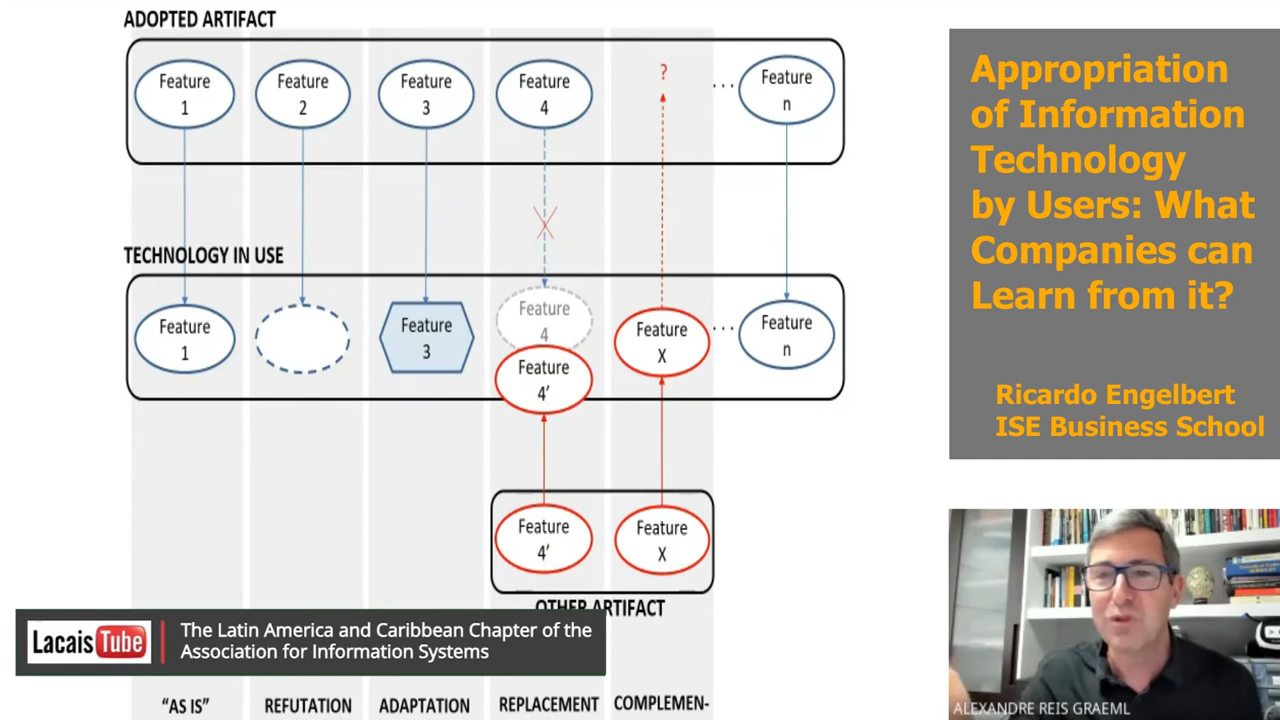 ADOPTED ARTIFACT
Feature
1
Feature
2
Feature
3
Feature
4
?
...
Feature
n
TECHNOLOGY IN USE
Feature
1
Feature
3
Feature
4
Feature
4'
Feature
X
...
Feature
n
Feature
4'
Feature
X
OTHER ARTIFACT
"AS IS"
REFUTATION
ADAPTATION
REPLACEMENT
COMPLEMEN-
LacaisTube
The Latin America and Caribbean Chapter of the
Association for Information Systems
Appropriation
of Information
Technology
by Users: What
Companies can
Learn from it?
Ricardo Engelbert
ISE Business School
ALEXANDRE REIS GRAEML